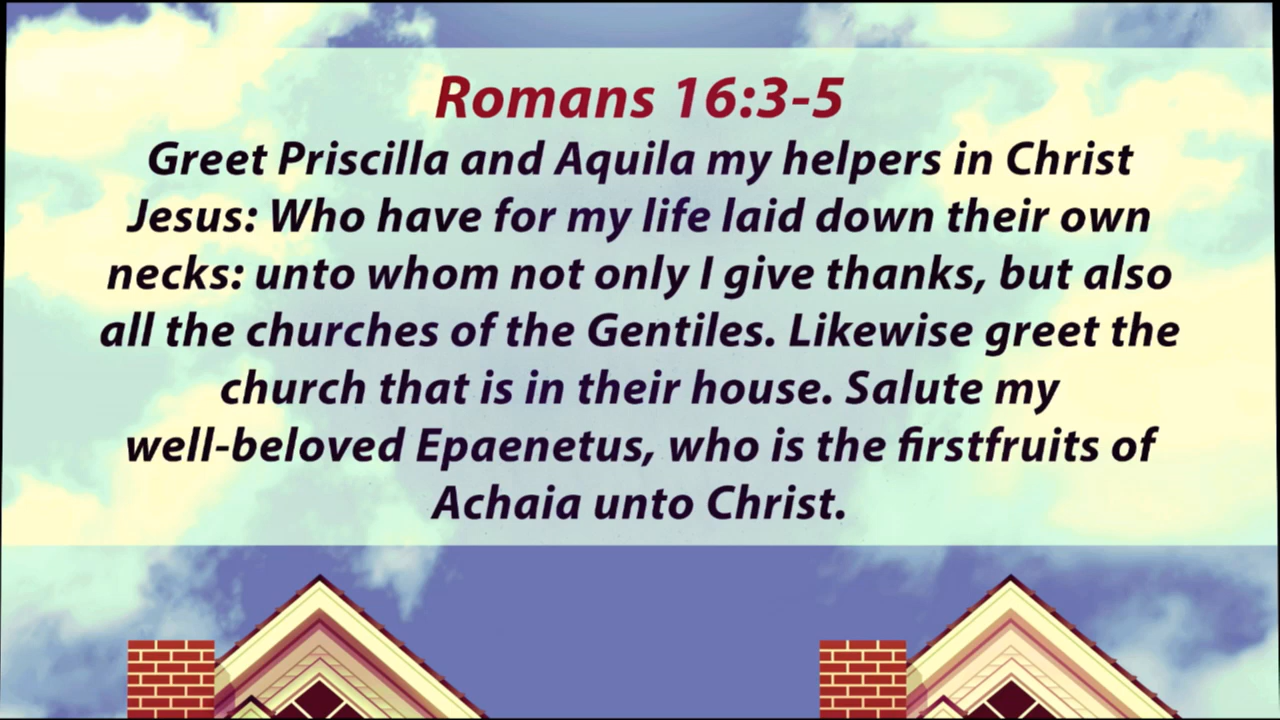 Romans 16:3-5
Greet Priscilla and Aquila my helpers in Christ
Jesus: Who have for my life laid down their own
necks: unto whom not only I give thanks, but also
all the churches of the Gentiles. Likewise greet the
church that is in their house. Salute my
well-beloved Epaenetus, who is the firstfruits of
Achaia unto Christ.